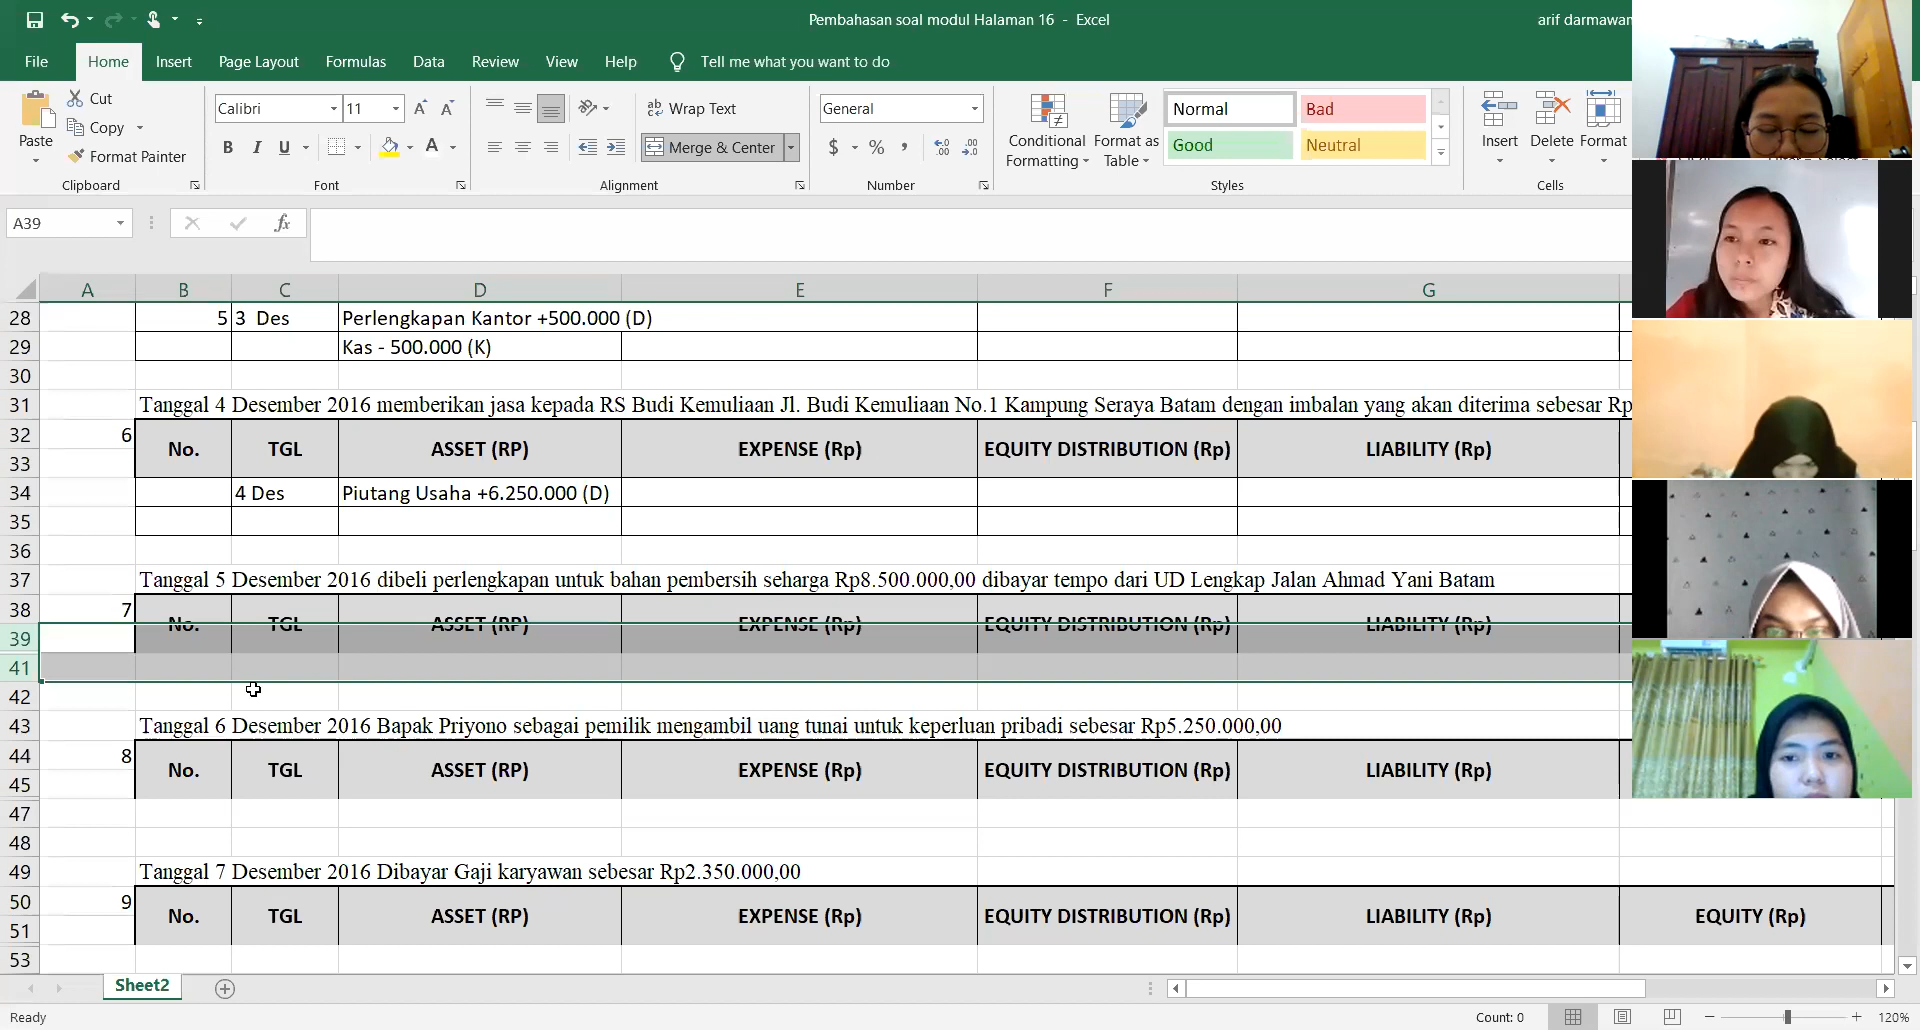 Pembahasan soal modul Halaman 16 - Excel
arif darmawan
File Home Insert Page Layout Formulas Data Review View Help Tell me what you want to do
Paste
Cut
Copy
Format Painter
Clipboard
Calibri 11
B I U
Font
Wrap Text
Merge & Center
Alignment
General
$ % ,
Number
Conditional Formatting
Format as Table
Normal Bad
Good Neutral
Styles
Insert Delete Format
Cells
A39 fx
A B C D E F G
28 5 3 Des Perlengkapan Kantor +500.000 (D)
29 Kas - 500.000 (K)
30
31 Tanggal 4 Desember 2016 memberikan jasa kepada RS Budi Kemuliaan Jl. Budi Kemuliaan No.1 Kampung Seraya Batam dengan imbalan yang akan diterima sebesar Rp
32 6 No. TGL ASSET (RP) EXPENSE (Rp) EQUITY DISTRIBUTION (Rp) LIABILITY (Rp)
33
34 4 Des Piutang Usaha +6.250.000 (D)
35
36
37 Tanggal 5 Desember 2016 dibeli perlengkapan untuk bahan pembersih seharga Rp8.500.000,00 dibayar tempo dari UD Lengkap Jalan Ahmad Yani Batam
38 7 No. TGL ASSET (RP) EXPENSE (Rp) EQUITY DISTRIBUTION (Rp) LIABILITY (Rp)
39
41
42
43 Tanggal 6 Desember 2016 Bapak Priyono sebagai pemilik mengambil uang tunai untuk keperluan pribadi sebesar Rp5.250.000,00
44 8 No. TGL ASSET (RP) EXPENSE (Rp) EQUITY DISTRIBUTION (Rp) LIABILITY (Rp)
45
47
48
49 Tanggal 7 Desember 2016 Dibayar Gaji karyawan sebesar Rp2.350.000,00
50 9 No. TGL ASSET (RP) EXPENSE (Rp) EQUITY DISTRIBUTION (Rp) LIABILITY (Rp) EQUITY (Rp)
51
53
Sheet2
Ready Count: 0 120%